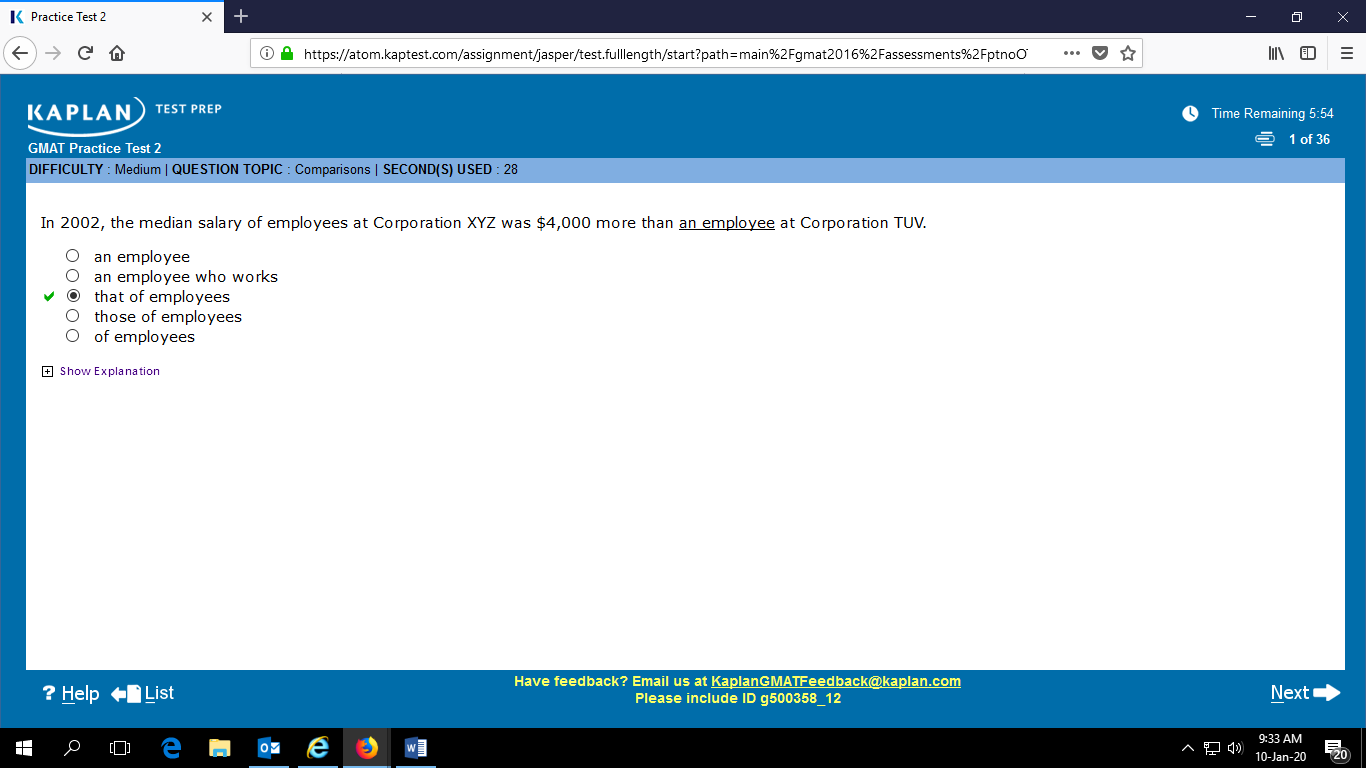 Practice Test 2
https://atom.kaptest.com/assignment/jasper/test.fulllength/start?path=main%2Fgmat2016%2Fassessments%2FptnoO
KAPLAN TEST PREP
Time Remaining 5:54
1 of 36
GMAT Practice Test 2
DIFFICULTY : Medium | QUESTION TOPIC : Comparisons | SECOND(S) USED : 28
In 2002, the median salary of employees at Corporation XYZ was $4,000 more than an employee at Corporation TUV.
an employee
an employee who works
that of employees
those of employees
of employees
Show Explanation
? Help
List
Have feedback? Email us at KaplanGMATFeedback@kaplan.com
Please include ID g500358_12
Next
9:33 AM
10-Jan-20
20